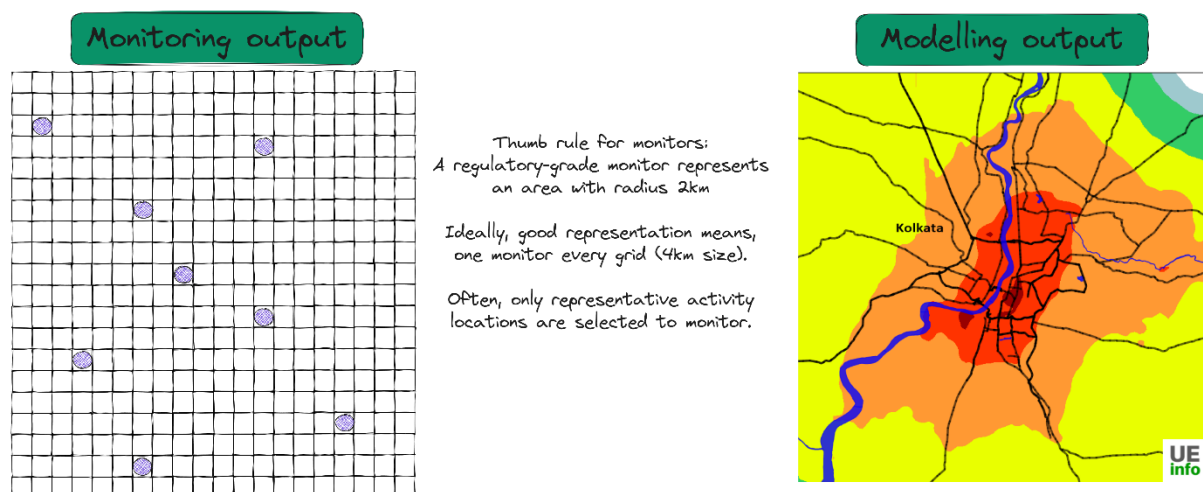 Monitoring output
Modelling output
Thumb rule for monitors:
A regulatory-grade monitor represents
an area with radius 2km
Ideally, good representation means,
one monitor every grid (4km size).
Often, only representative activity
locations are selected to monitor.
Kolkata
UE
info